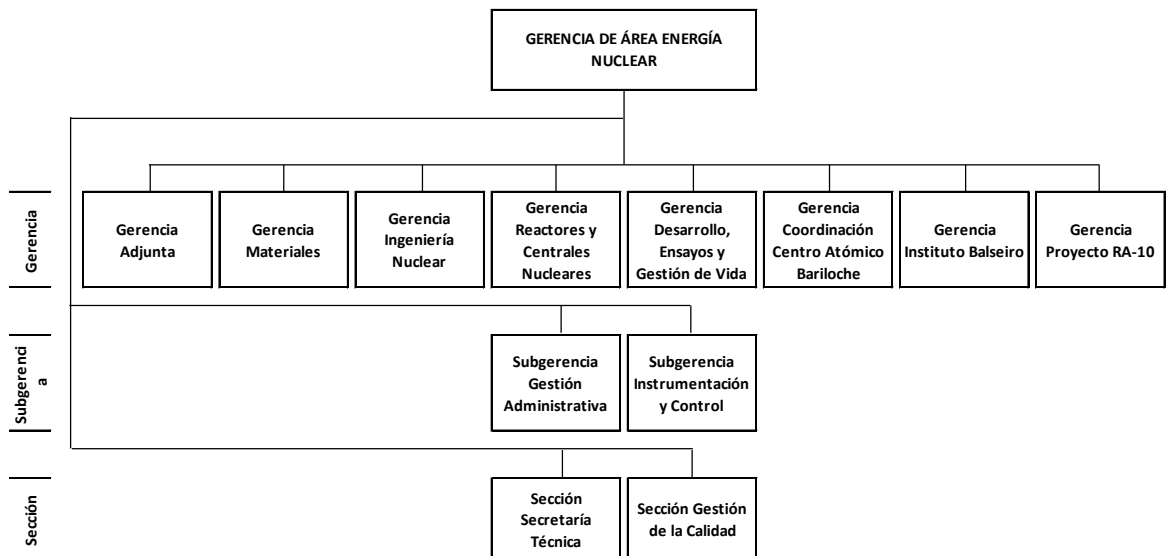 GERENCIA DE ÁREA ENERGÍA
NUCLEAR
Gerencia
Gerencia
Adjunta
Gerencia
Materiales
Gerencia
Ingeniería
Nuclear
Gerencia
Reactores y
Centrales
Nucleares
Gerencia
Desarrollo,
Ensayos y
Gestión de Vida
Gerencia
Coordinación
Centro Atómico
Bariloche
Gerencia
Instituto Balseiro
Gerencia
Proyecto RA-10
Subgerenci
a
Subgerencia
Gestión
Administrativa
Subgerencia
Instrumentación
y Control
Sección
Sección
Secretaría
Técnica
Sección Gestión
de la Calidad